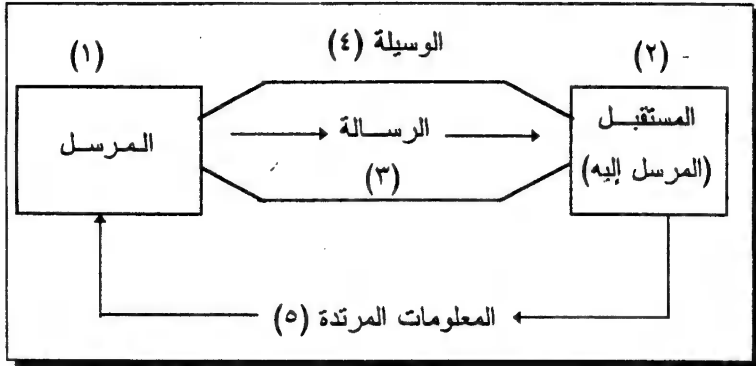 (١)
الوسيلة (٤)
(٢)
المرسل
الرسالة
(٣)
المستقبل
(المرسل إليه)
المعلومات المرتدة (٥)